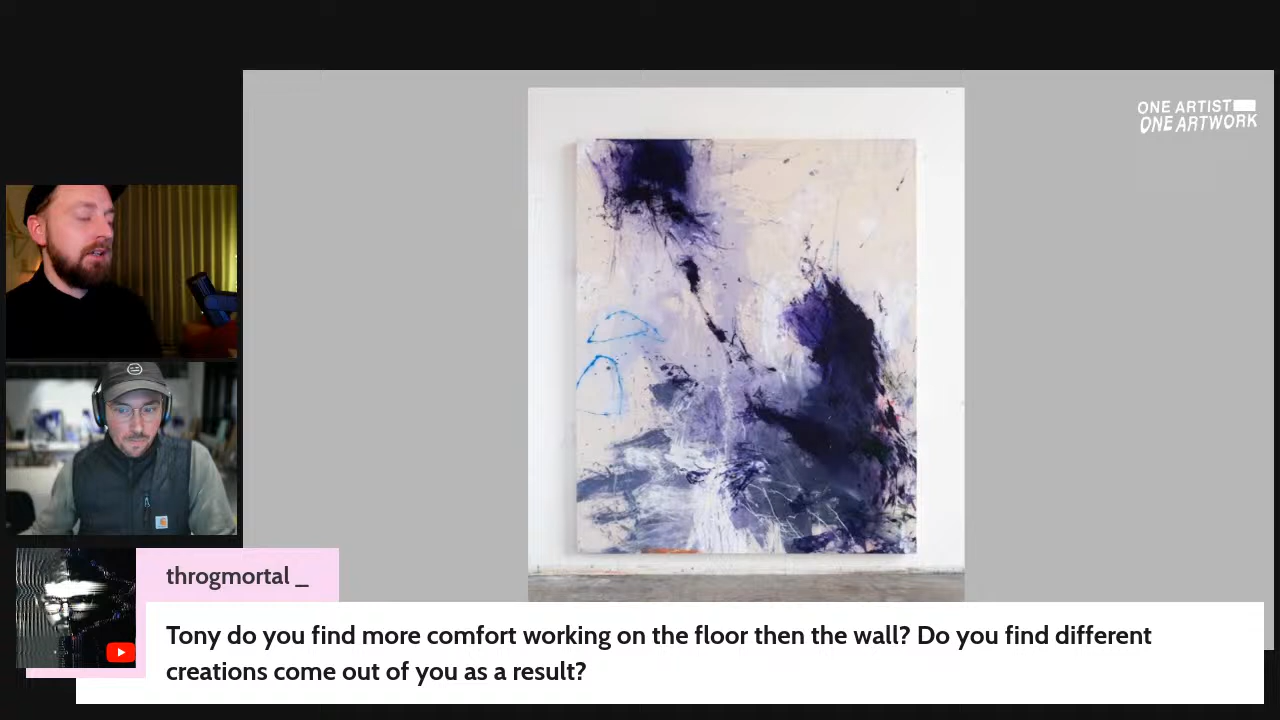 ONE ARTIST
ONE ARTWORK
throgmortal _
Tony do you find more comfort working on the floor then the wall? Do you find different
creations come out of you as a result?